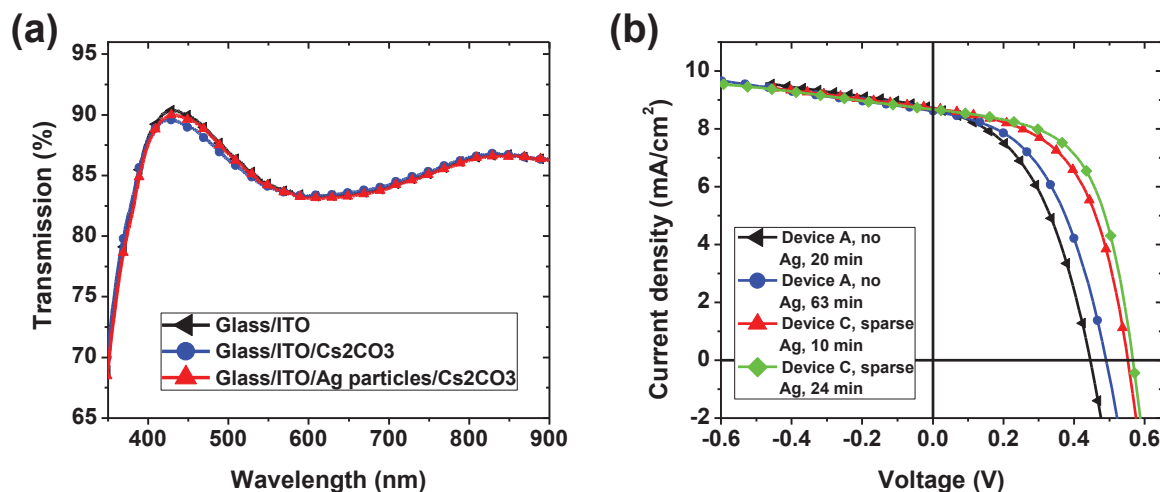 (a)
Transmission (%)
95
90
85
80
75
70
65
400 500 600 700 800 900
Wavelength (nm)
Glass/ITO
Glass/ITO/Cs2CO3
Glass/ITO/Ag particles/Cs2CO3
(b)
Current density (mA/cm²)
10
8
6
4
2
0
-2
-0.6 -0.4 -0.2 0.0 0.2 0.4 0.6
Voltage (V)
Device A, no
Ag, 20 min
Device A, no
Ag, 63 min
Device C, sparse
Ag, 10 min
Device C, sparse
Ag, 24 min